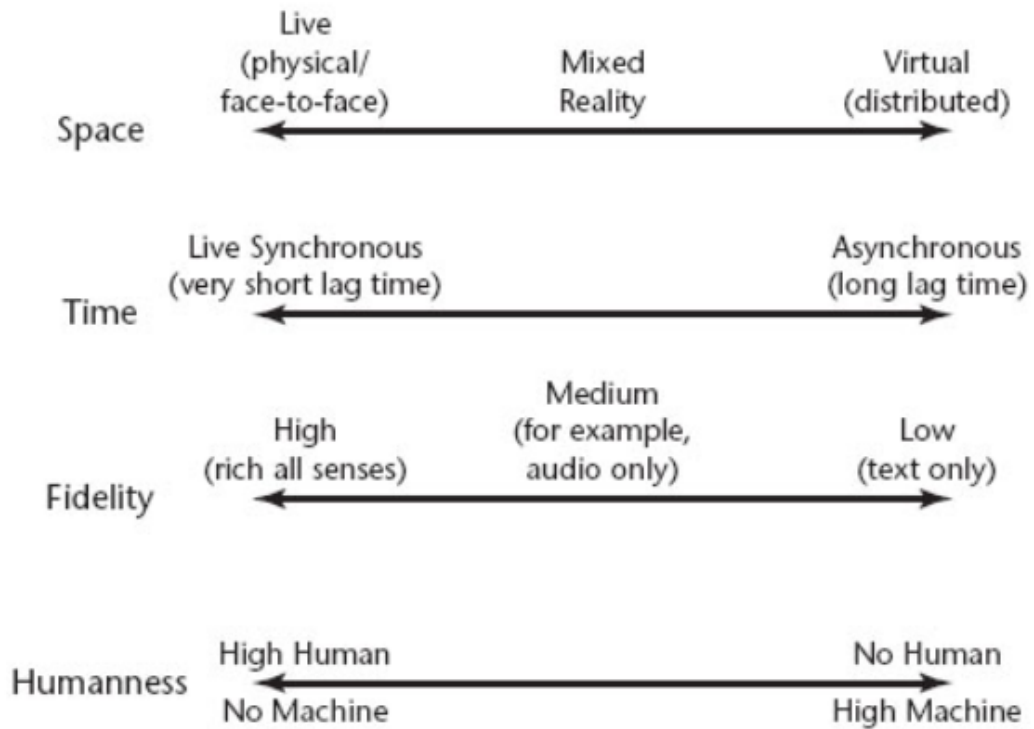 Live
(physical/
face-to-face)
Mixed
Reality
Virtual
(distributed)
Space
Live Synchronous
(very short lag time)
Asynchronous
(long lag time)
Time
High
(rich all senses)
Medium
(for example,
audio only)
Low
(text only)
Fidelity
High Human
No Human
Humanness
No Machine
High Machine